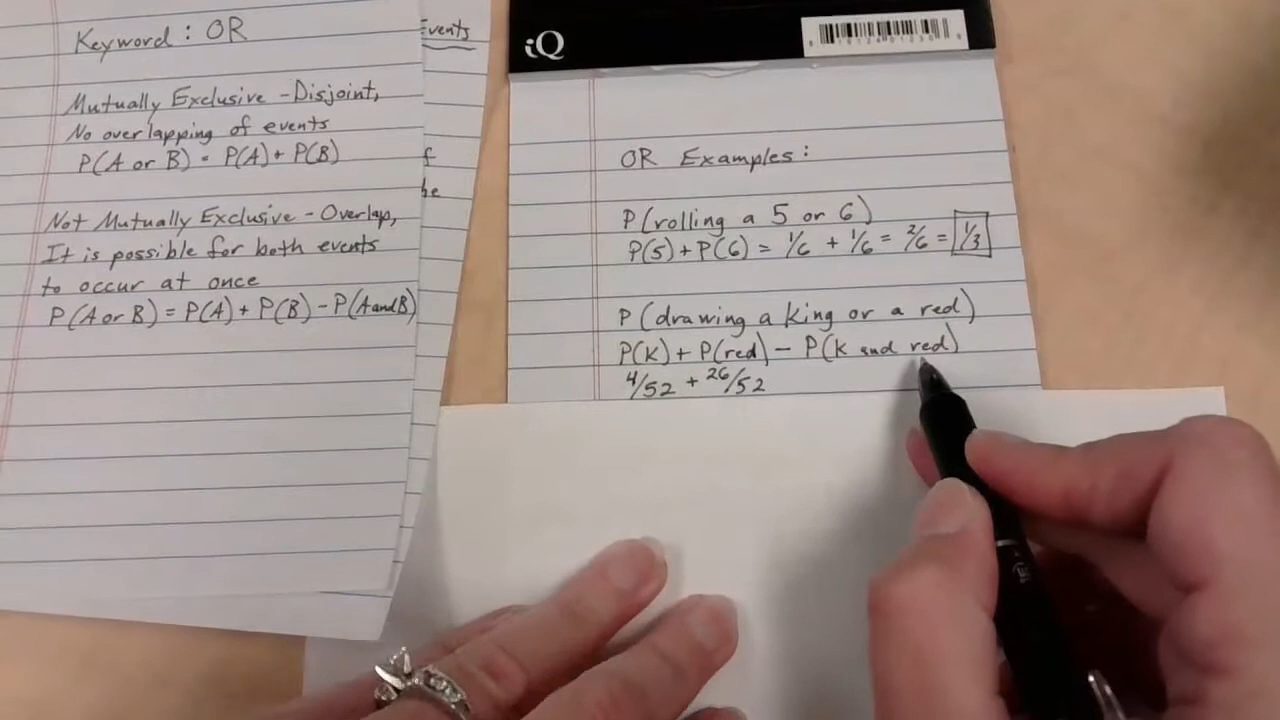 Keyword: OR
Mutually Exclusive - Disjoint,
No overlapping of events
P(A or B) = P(A) + P(B)
Not Mutually Exclusive - Overlap,
It is possible for both events
to occur at once
P(A or B) = P(A) + P(B) - P(A and B)
Events
iQ
OR Examples:
P(rolling a 5 or 6)
P(5) + P(6) = 1/6 + 1/6 = 2/6 = 1/3
P(drawing a king or a red)
P(K) + P(red) - P(K and red)
4/52 + 26/52